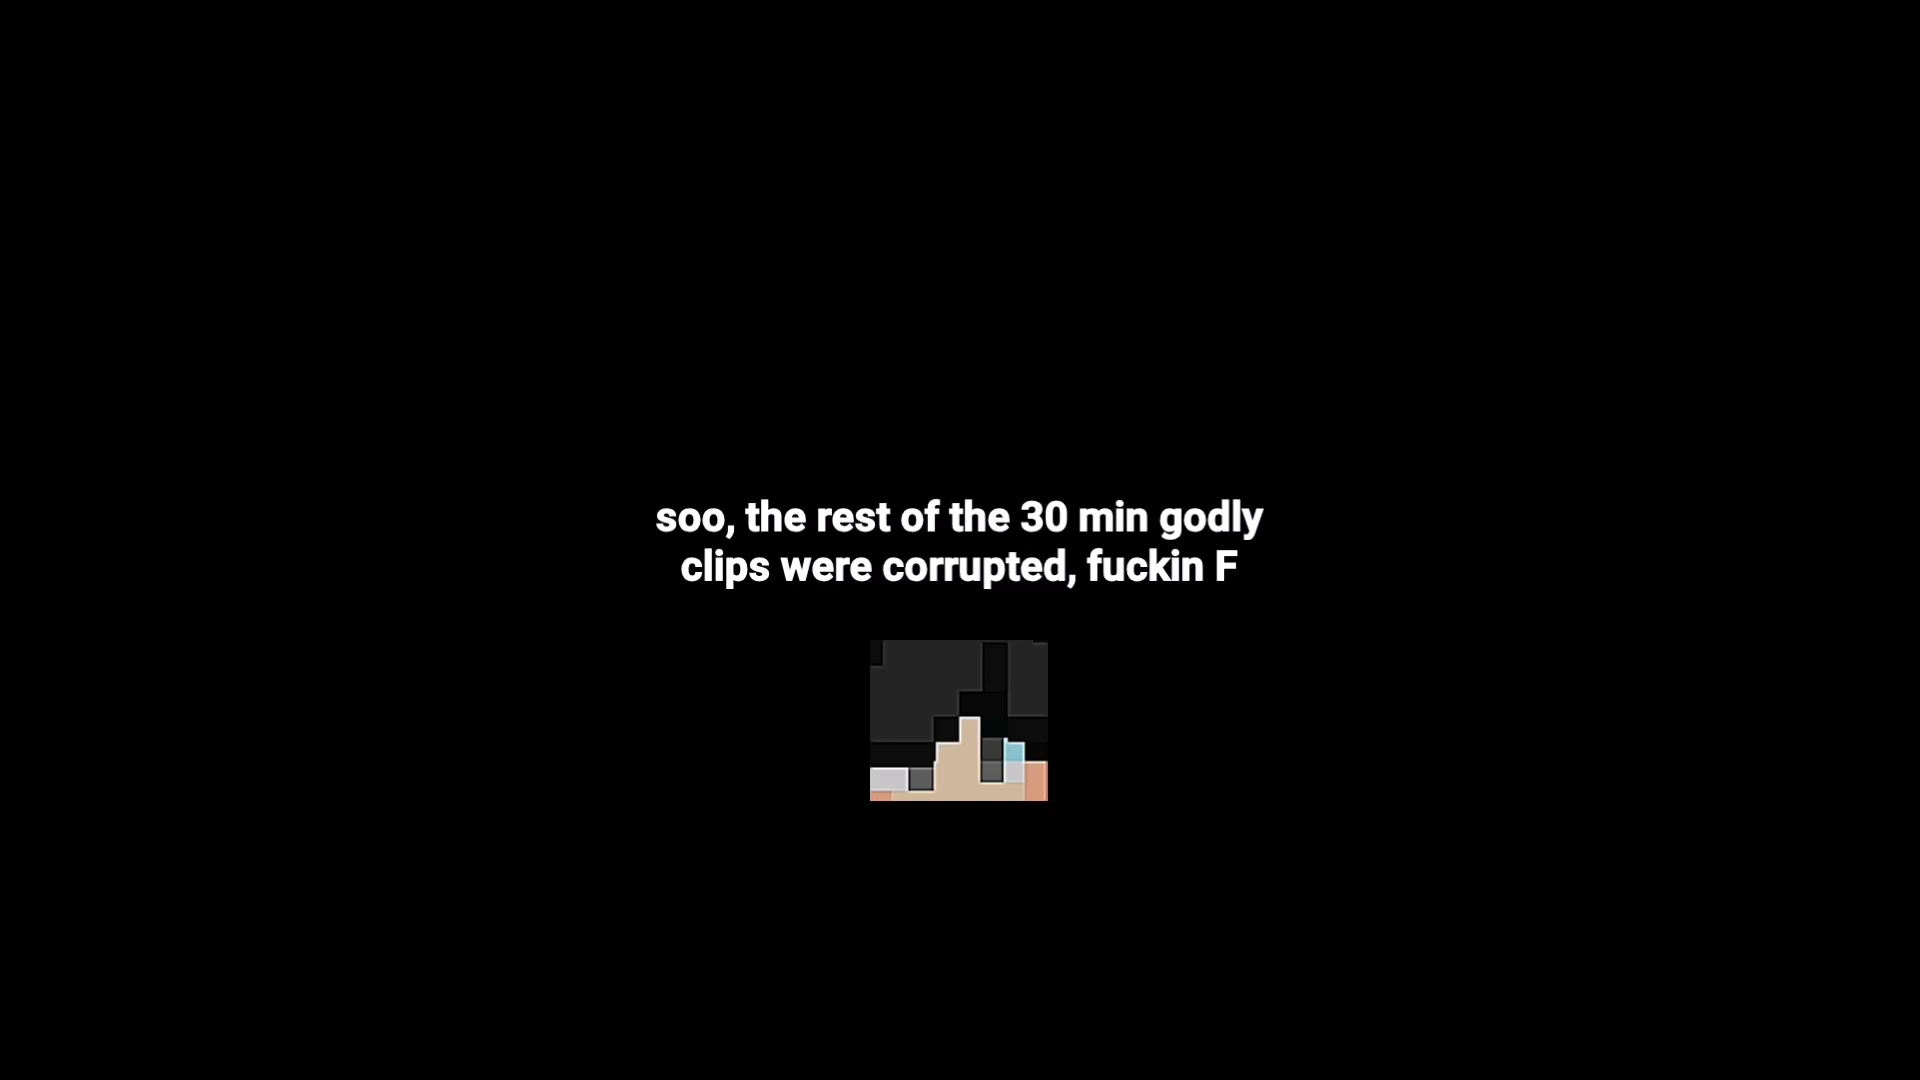 soo, the rest of the 30 min godly
clips were corrupted, fuckin F